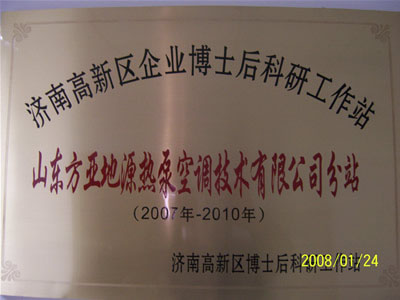 济南高新区企业博士后科研工作站
山东方亚地源热泵空调技术有限公司分站
(2007年-2010年)
济南高新区博士后科研工作站
2008/01/24